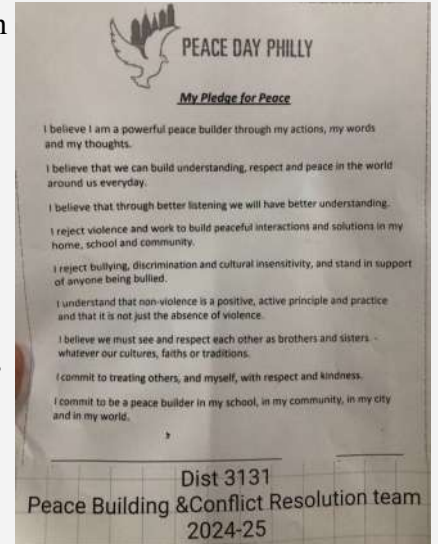 n
PEACE DAY PHILLY
My Pledge for Peace
I believe I am a powerful peace builder through my actions, my words
and my thoughts.
I believe that we can build understanding, respect and peace in the world
around us everyday.
I believe that through better listening we will have better understanding.
I reject violence and work to build peaceful interactions and solutions in my
home, school and community.
I reject bullying, discrimination and cultural insensitivity, and stand in support
of anyone being bullied.
I understand that non-violence is a positive, active principle and practice
and that it is not just the absence of violence.
I believe we must see and respect each other as brothers and sisters -
whatever our cultures, faiths or traditions.
I commit to treating others, and myself, with respect and kindness.
I commit to be a peace builder in my school, in my community, in my city
and in my world.
Dist 3131
Peace Building &Conflict Resolution team
2024-25